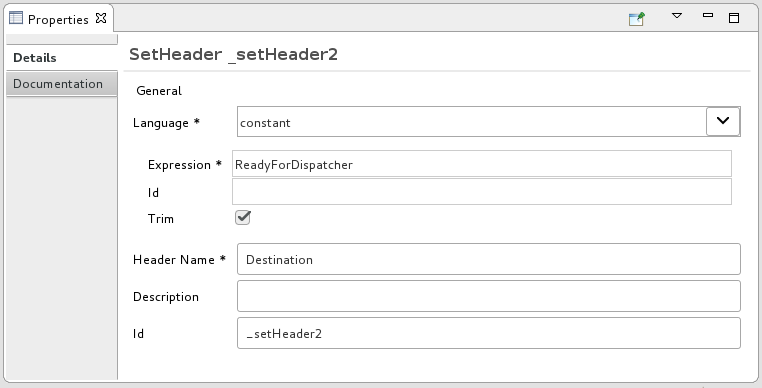 Properties
Details
Documentation
SetHeader _setHeader2
General
Language * constant
Expression * ReadyForDispatcher
Id
Trim
Header Name * Destination
Description
Id _setHeader2